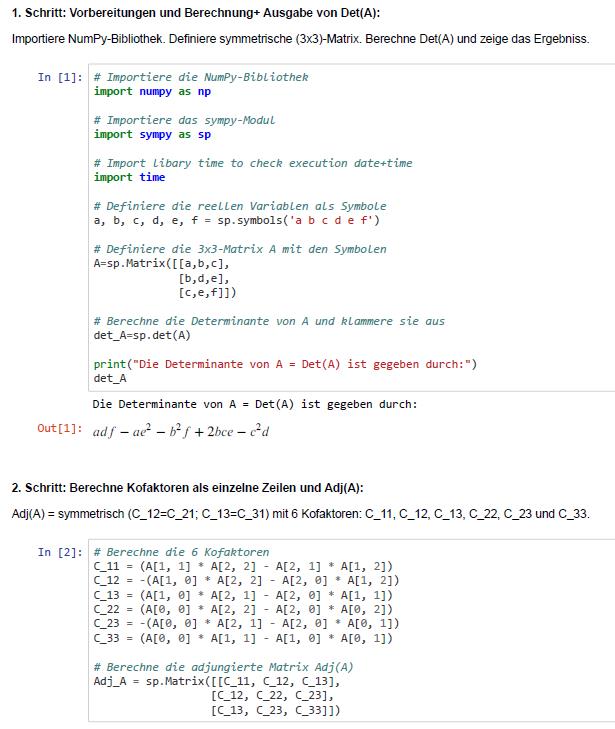 1. Schritt: Vorbereitungen und Berechnung+ Ausgabe von Det(A):
Importiere NumPy-Bibliothek. Definiere symmetrische (3x3)-Matrix. Berechne Det(A) und zeige das Ergebniss.
In [1]: # Importiere die NumPy-Bibliothek
import numpy as np
# Importiere das sympy-Modul
import sympy as sp
# Import libary time to check execution date+time
import time
# Definiere die reellen Variablen als Symbole
a, b, c, d, e, f = sp.symbols('a b c d e f')
# Definiere die 3x3-Matrix A mit den Symbolen
A=sp.Matrix([[a,b,c],
[b,d,e],
[c,e,f]])
# Berechne die Determinante von A und klammere sie aus
det_A=sp.det(A)
print("Die Determinante von A = Det(A) ist gegeben durch:")
det_A
Die Determinante von A = Det(A) ist gegeben durch:
Out[1]: adf − ae² − b²f + 2bce − c²d
2. Schritt: Berechne Kofaktoren als einzelne Zeilen und Adj(A):
Adj(A) = symmetrisch (C_12=C_21; C_13=C_31) mit 6 Kofaktoren: C_11, C_12, C_13, C_22, C_23 und C_33.
In [2]: # Berechne die 6 Kofaktoren
C_11 = (A[1, 1] * A[2, 2] - A[2, 1] * A[1, 2])
C_12 = -(A[1, 0] * A[2, 2] - A[2, 0] * A[1, 2])
C_13 = (A[1, 0] * A[2, 1] - A[2, 0] * A[1, 1])
C_22 = (A[0, 0] * A[2, 2] - A[2, 0] * A[0, 2])
C_23 = -(A[0, 0] * A[2, 1] - A[2, 0] * A[0, 1])
C_33 = (A[0, 0] * A[1, 1] - A[1, 0] * A[0, 1])
# Berechne die adjungierte Matrix Adj(A)
Adj_A = sp.Matrix([[C_11, C_12, C_13],
[C_12, C_22, C_23],
[C_13, C_23, C_33]])